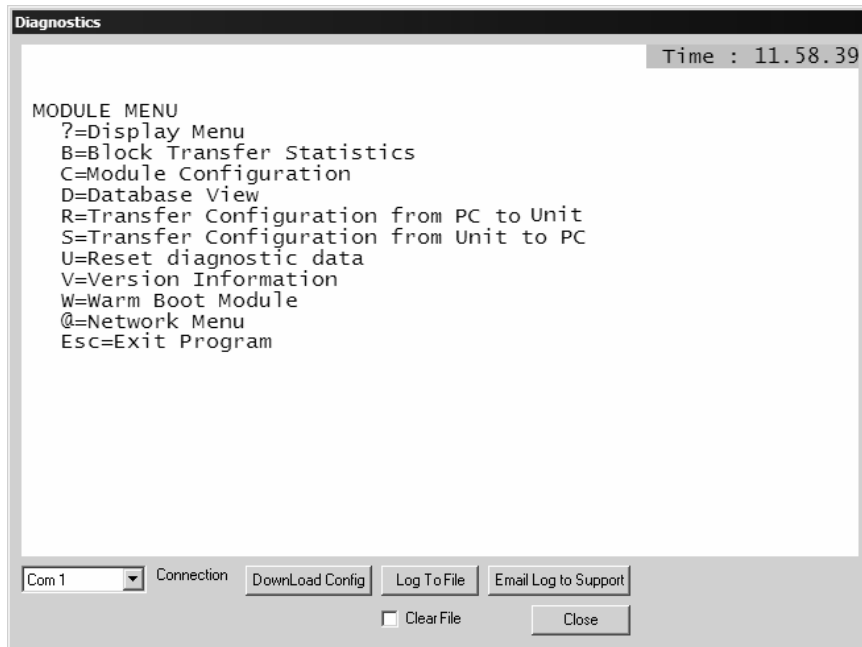 Diagnostics
Time : 11.58.39
MODULE MENU
?=Display Menu
B=Block Transfer Statistics
C=Module Configuration
D=Database View
R=Transfer Configuration from PC to Unit
S=Transfer Configuration from Unit to PC
U=Reset diagnostic data
V=Version Information
W=Warm Boot Module
@=Network Menu
Esc=Exit Program
Com 1 Connection DownLoad Config Log To File Email Log to Support
Clear File Close